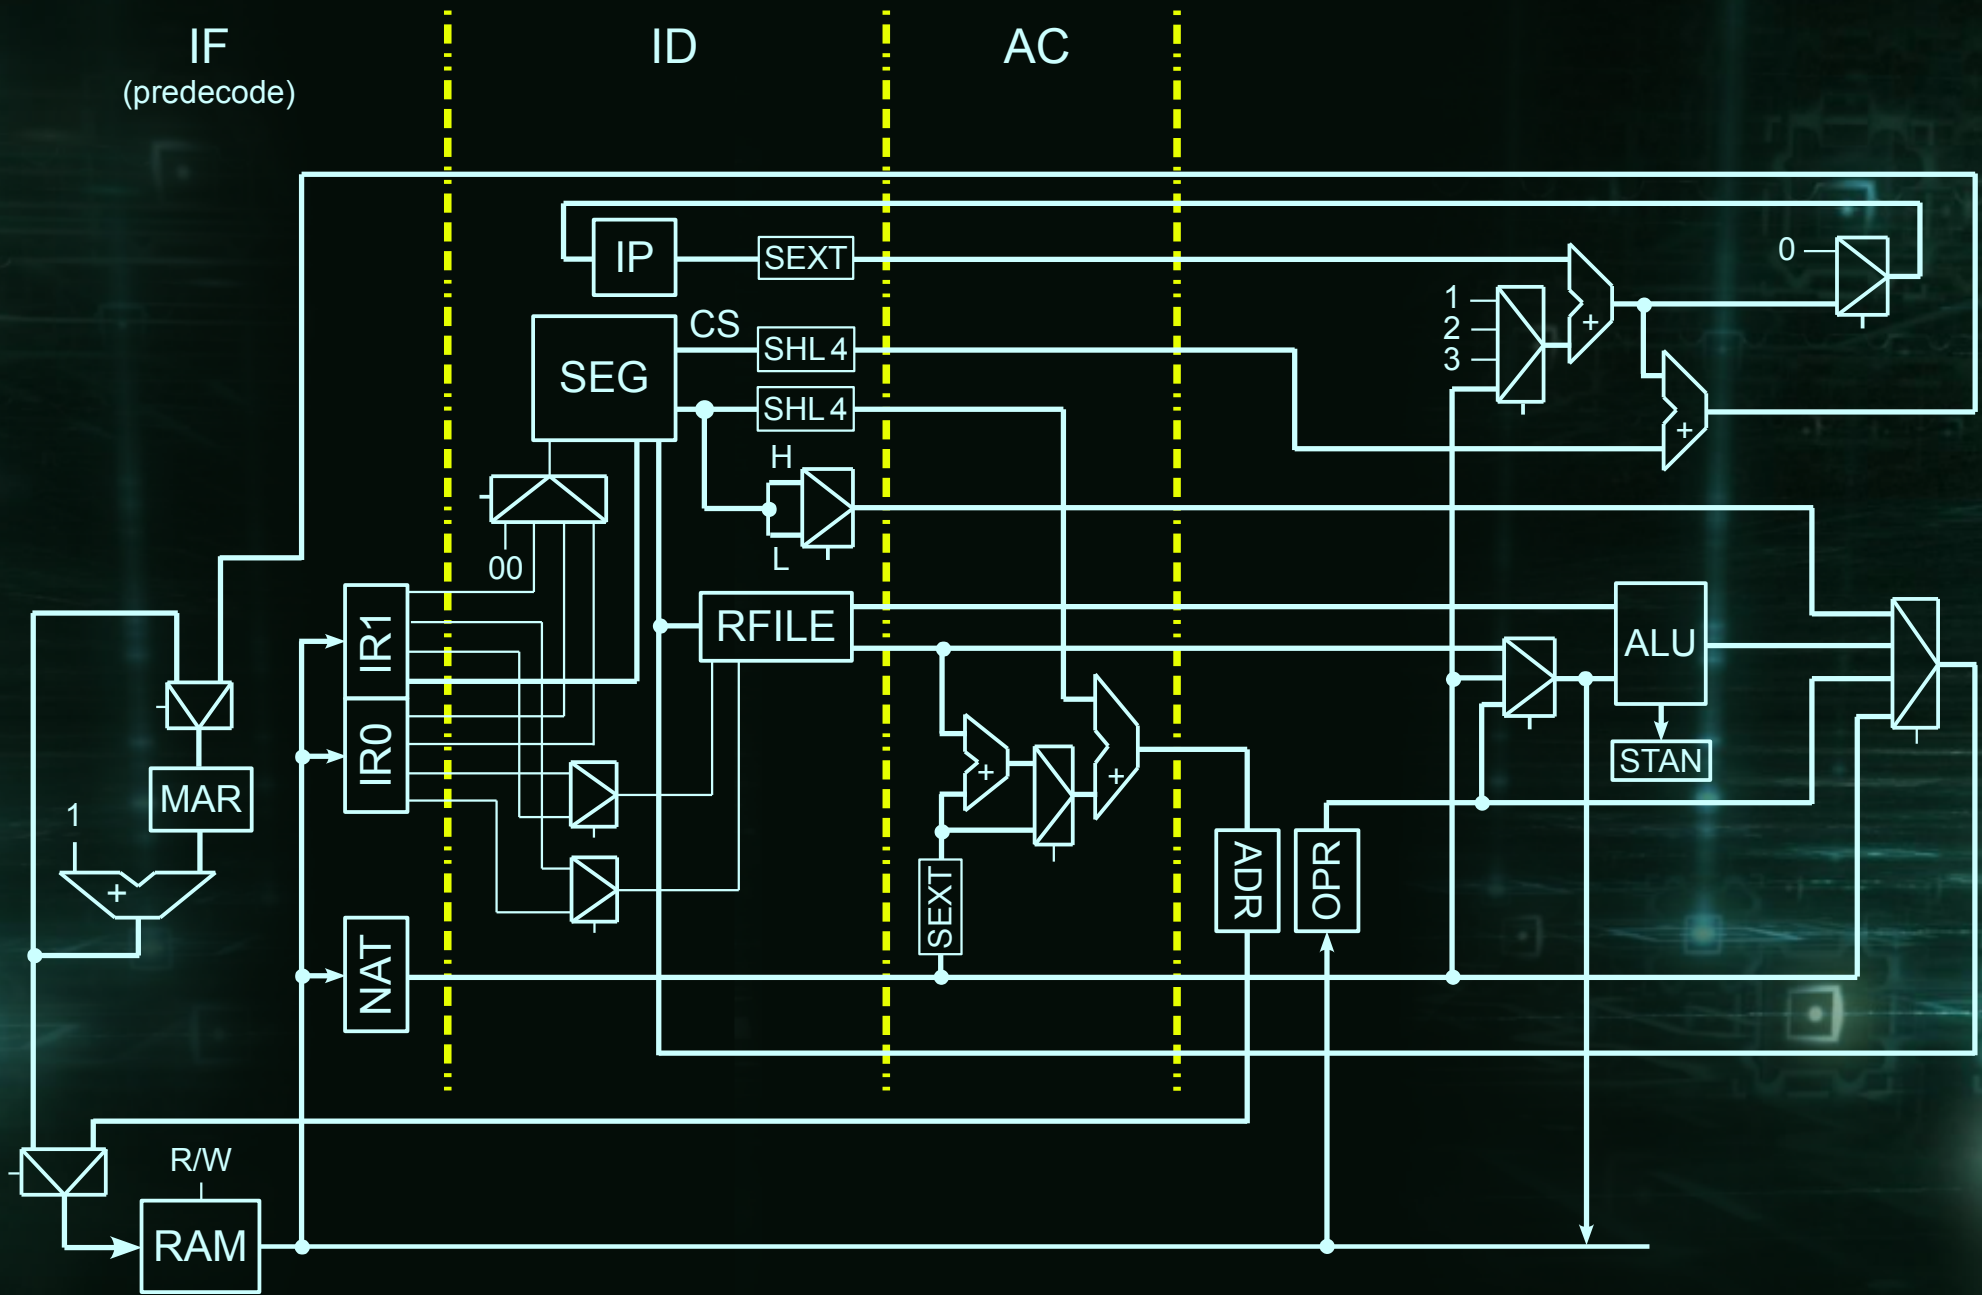 IF
(predecode)
ID
AC
IP
SEXT
0
SEG
CS
SHL 4
SHL 4
1
2
3
+
+
H
L
00
IR1
IR0
RFILE
ALU
STAN
MAR
1
+
+
+
SEXT
ADR
OPR
NAT
R/W
RAM